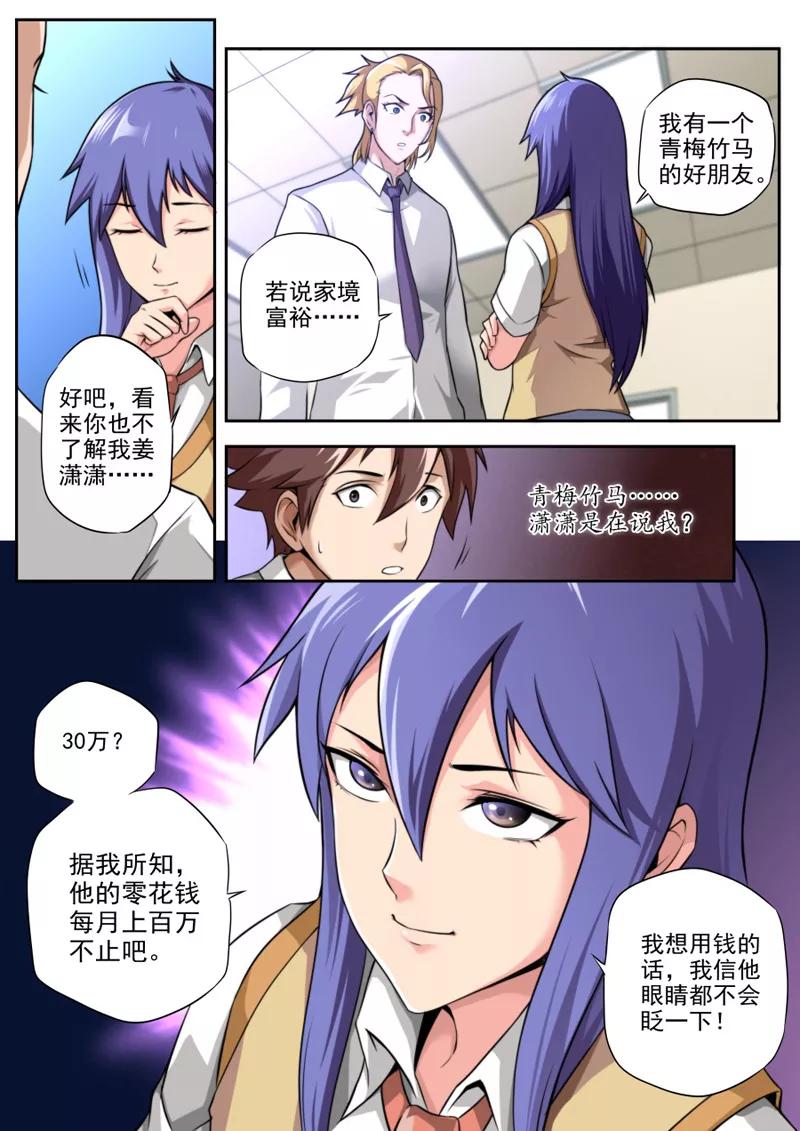 好吧，看
来你也不
了解我姜
潇潇……
我有一个
青梅竹马
的好朋友。
若说家境
富裕……
青梅竹马……
潇潇是在说我？
30万？
据我所知，
他的零花钱
每月上百万
不止吧。
我想用钱的
话，我信他
眼睛都不会
眨一下！